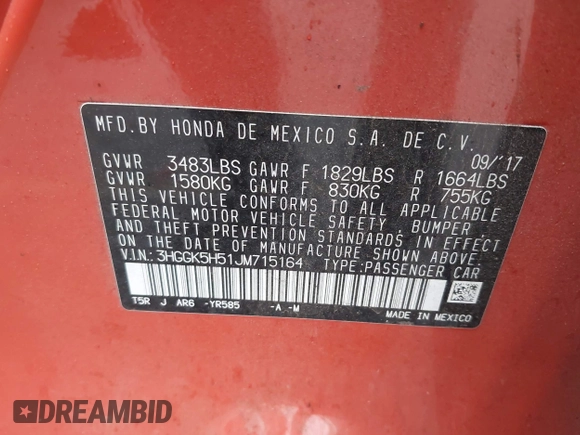 MFD.BY HONDA DE MEXICO S.A. DE C.V.
09/'17
GVWR 3483LBS GAWR F 1829LBS R 1664LBS
GVWR 1580KG GAWR F 830KG R 755KG
THIS VEHICLE CONFORMS TO ALL APPLICABLE
FEDERAL MOTOR VEHICLE SAFETY, BUMPER
AND THEFT PREVENTION STANDARDS IN EFFECT
ON THE DATE OF MANUFACTURE SHOWN ABOVE.
V.I.N.: 3HGGK5H51JM715164 TYPE:PASSENGER CAR
T5R J AR6 -YR585 -A -M
MADE IN MEXICO
DREAMBID